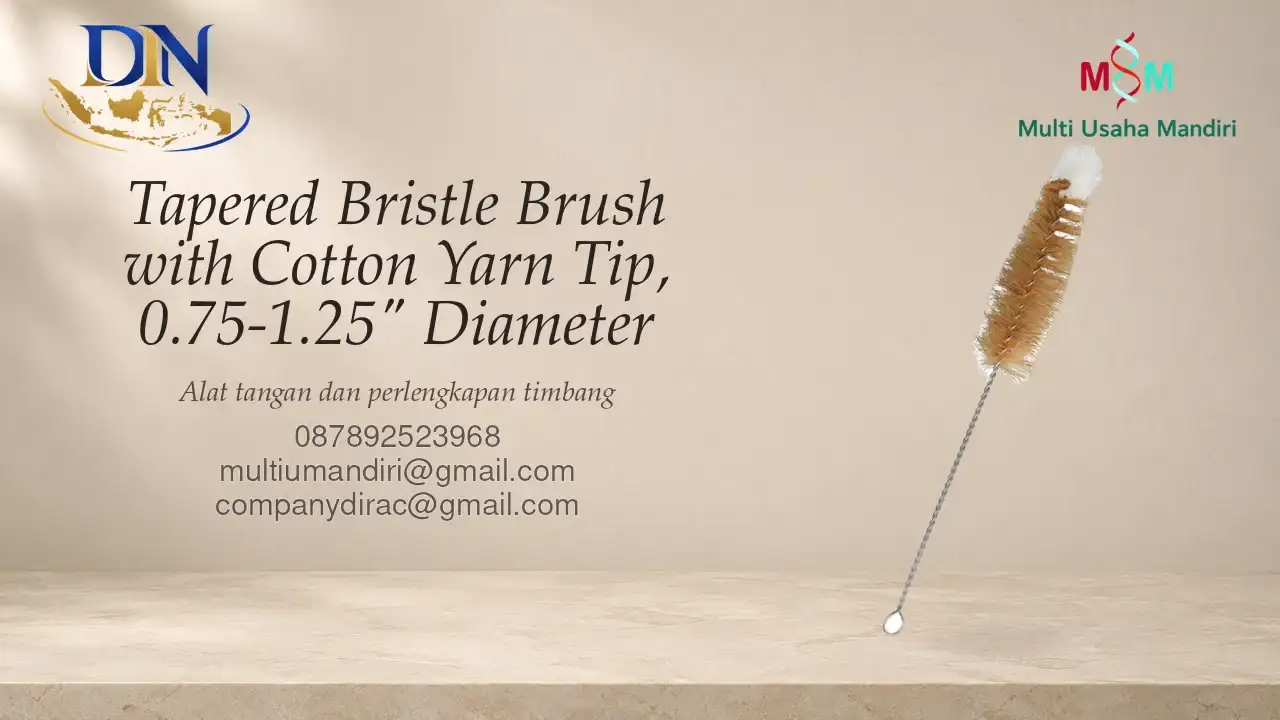 DN
M M
Multi Usaha Mandiri
Tapered Bristle Brush
with Cotton Yarn Tip,
0.75-1.25" Diameter
Alat tangan dan perlengkapan timbang
087892523968
multiumandiri@gmail.com
companydirac@gmail.com